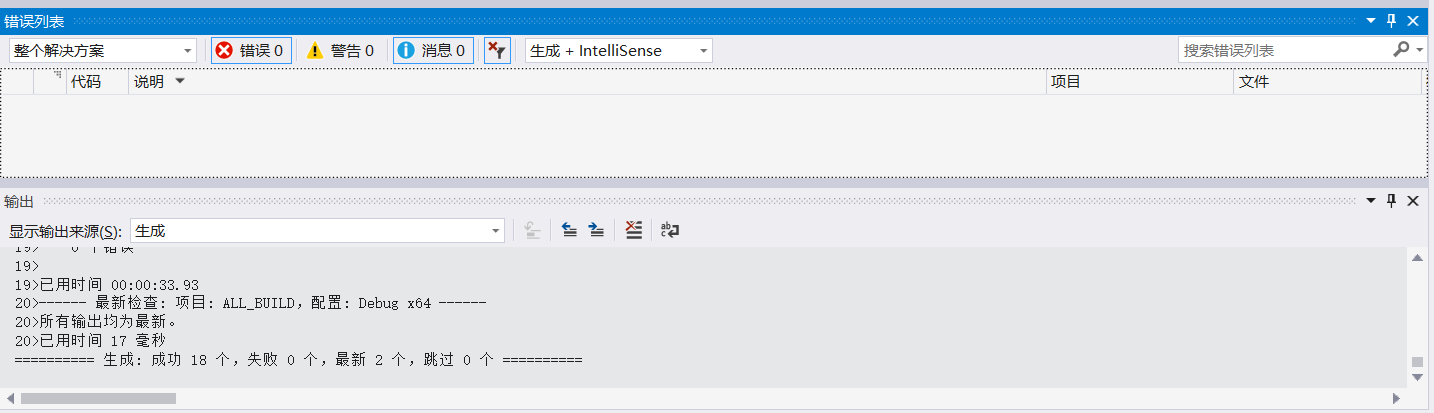 错误列表
整个解决方案 错误 0 警告 0 消息 0 生成 + IntelliSense 搜索错误列表
代码 说明 项目 文件
输出
显示输出来源(S): 生成
19> 0 个错误
19>
19>已用时间 00:00:33.93
20>------ 最新检查: 项目: ALL_BUILD, 配置: Debug x64 ------
20>所有输出均为最新。
20>已用时间 17 毫秒
========== 生成: 成功 18 个，失败 0 个，最新 2 个，跳过 0 个 ==========